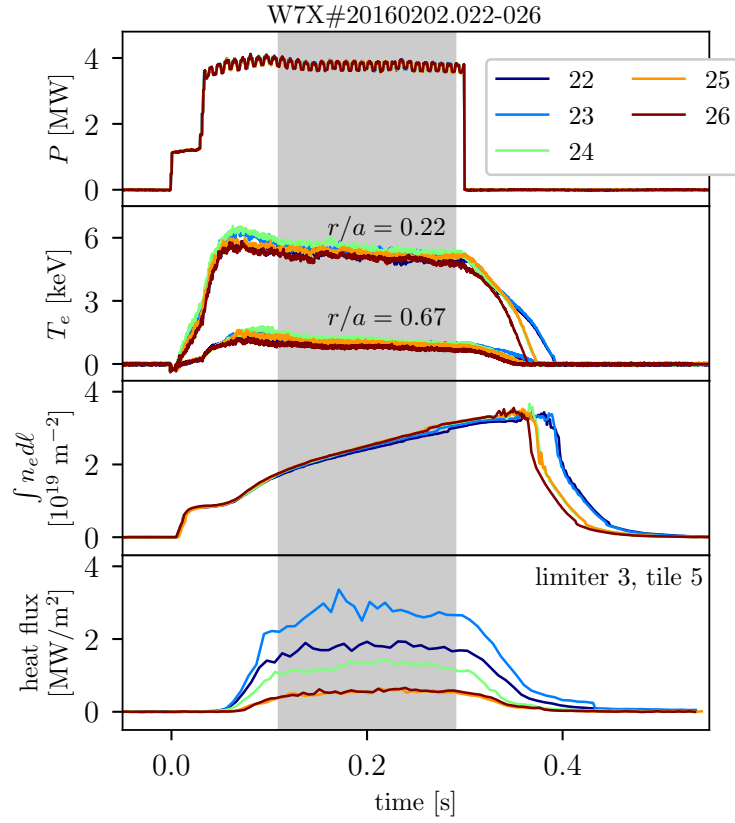 W7X#20160202.022-026
P [MW]
4
2
0
22
23
24
25
26
T_e [keV]
6
3
0
r/a = 0.22
r/a = 0.67
∫ n_e dℓ
[10^19 m^-2]
4
2
0
heat flux
[MW/m^2]
4
2
0
limiter 3, tile 5
0.0
0.2
0.4
time [s]